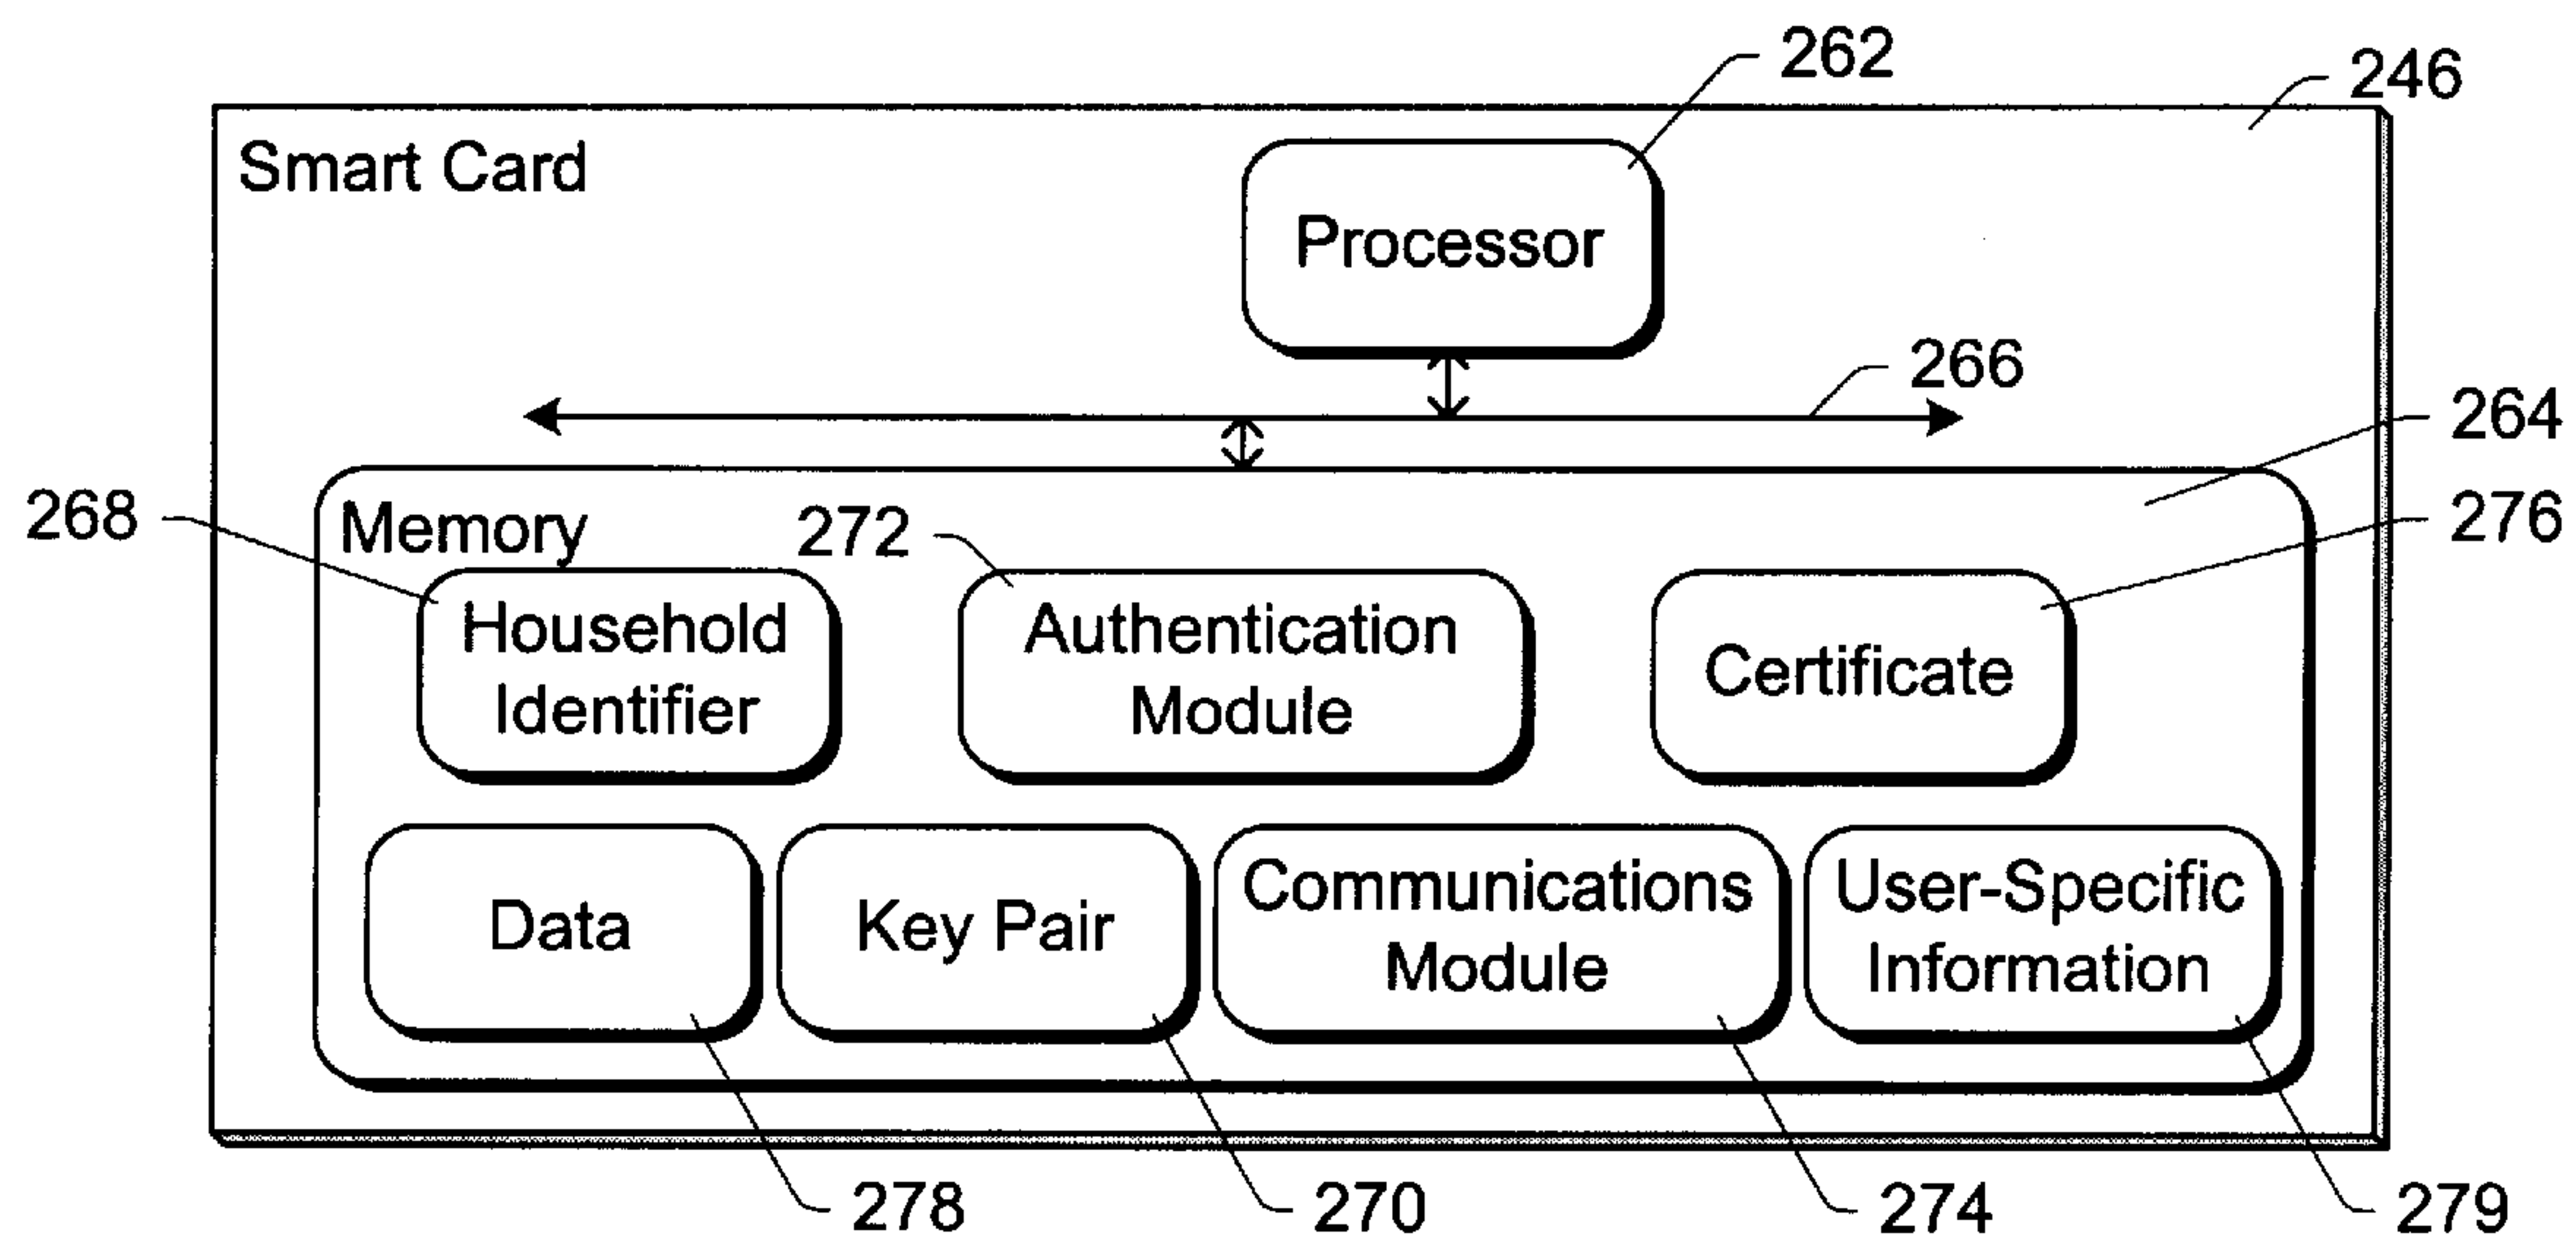 262
246
Smart Card
Processor
266
264
Memory
268
272
276
Household
Identifier
Authentication
Module
Certificate
Data
Key Pair
Communications
Module
User-Specific
Information
278
270
274
279